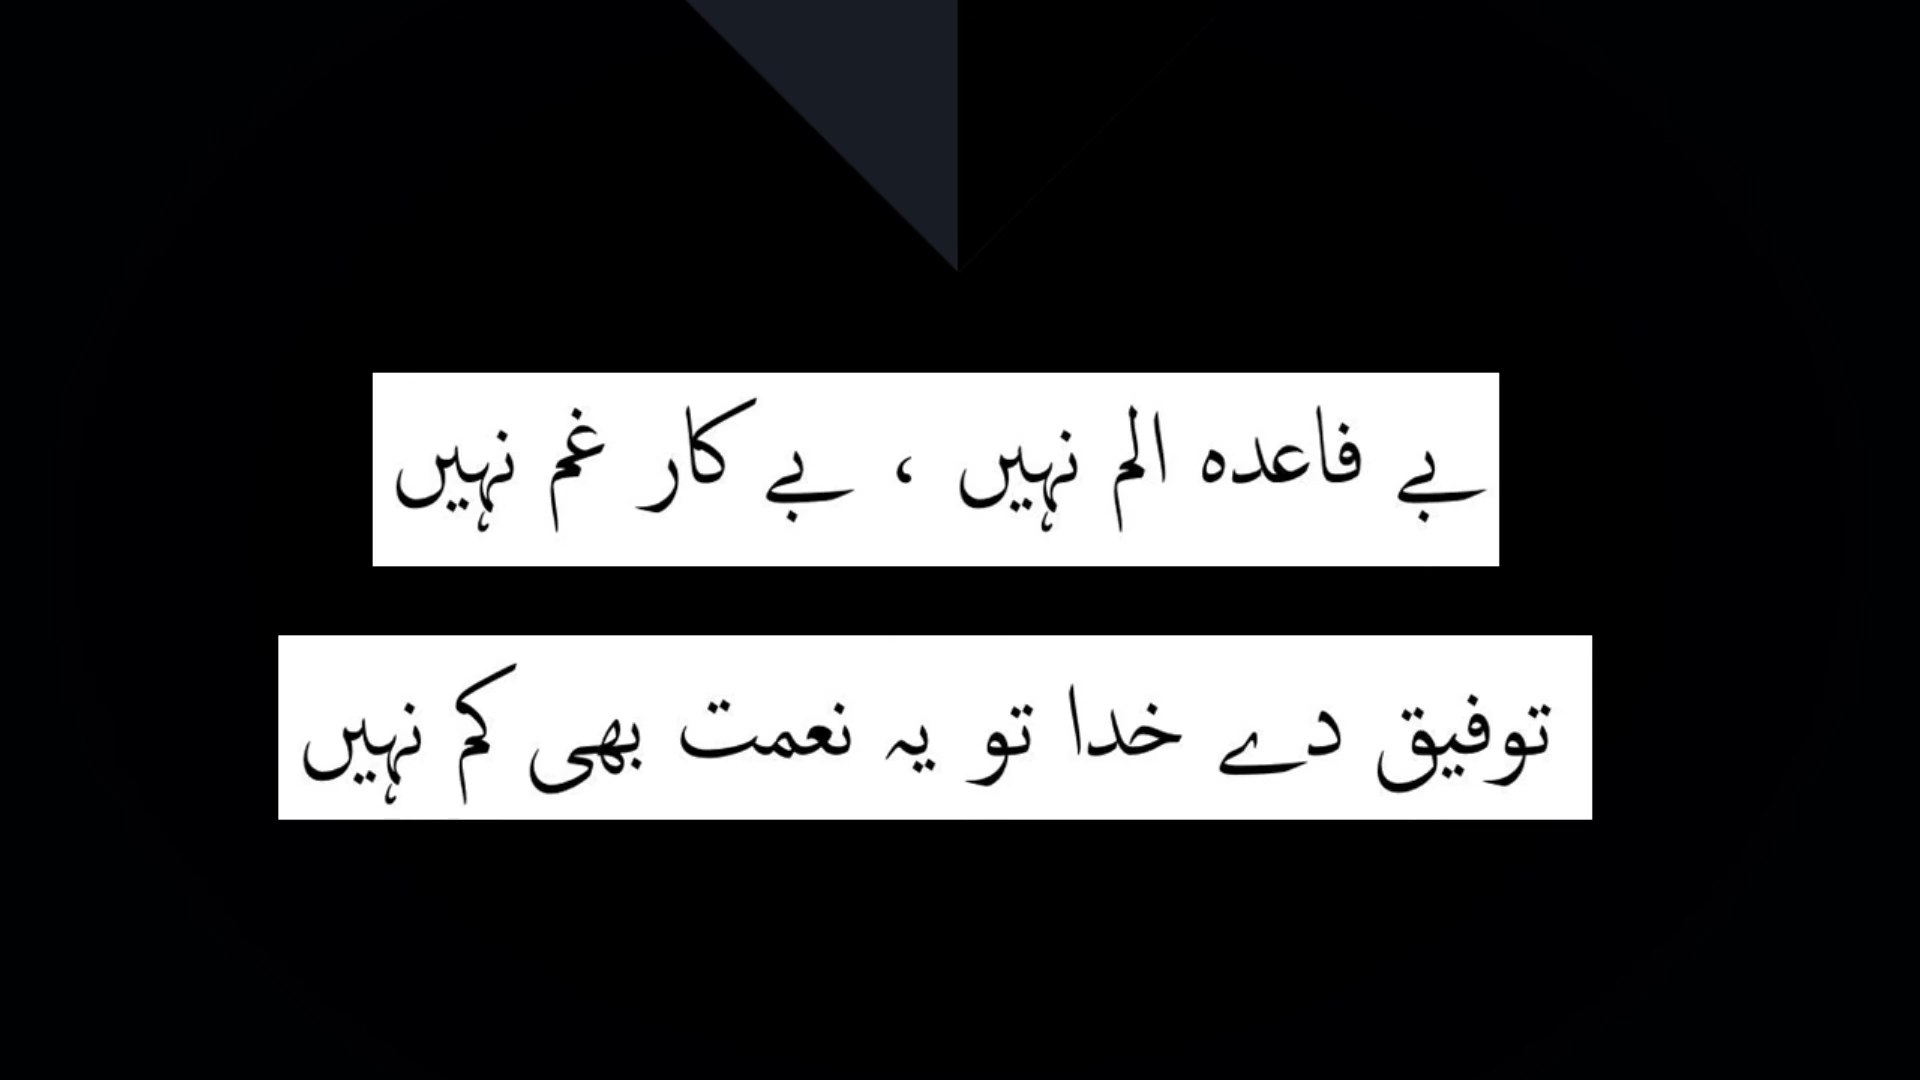 بے فاعدہ الم نہیں ، بے کار غم نہیں
توفیق دے خدا تو یہ نعمت بھی کم نہیں